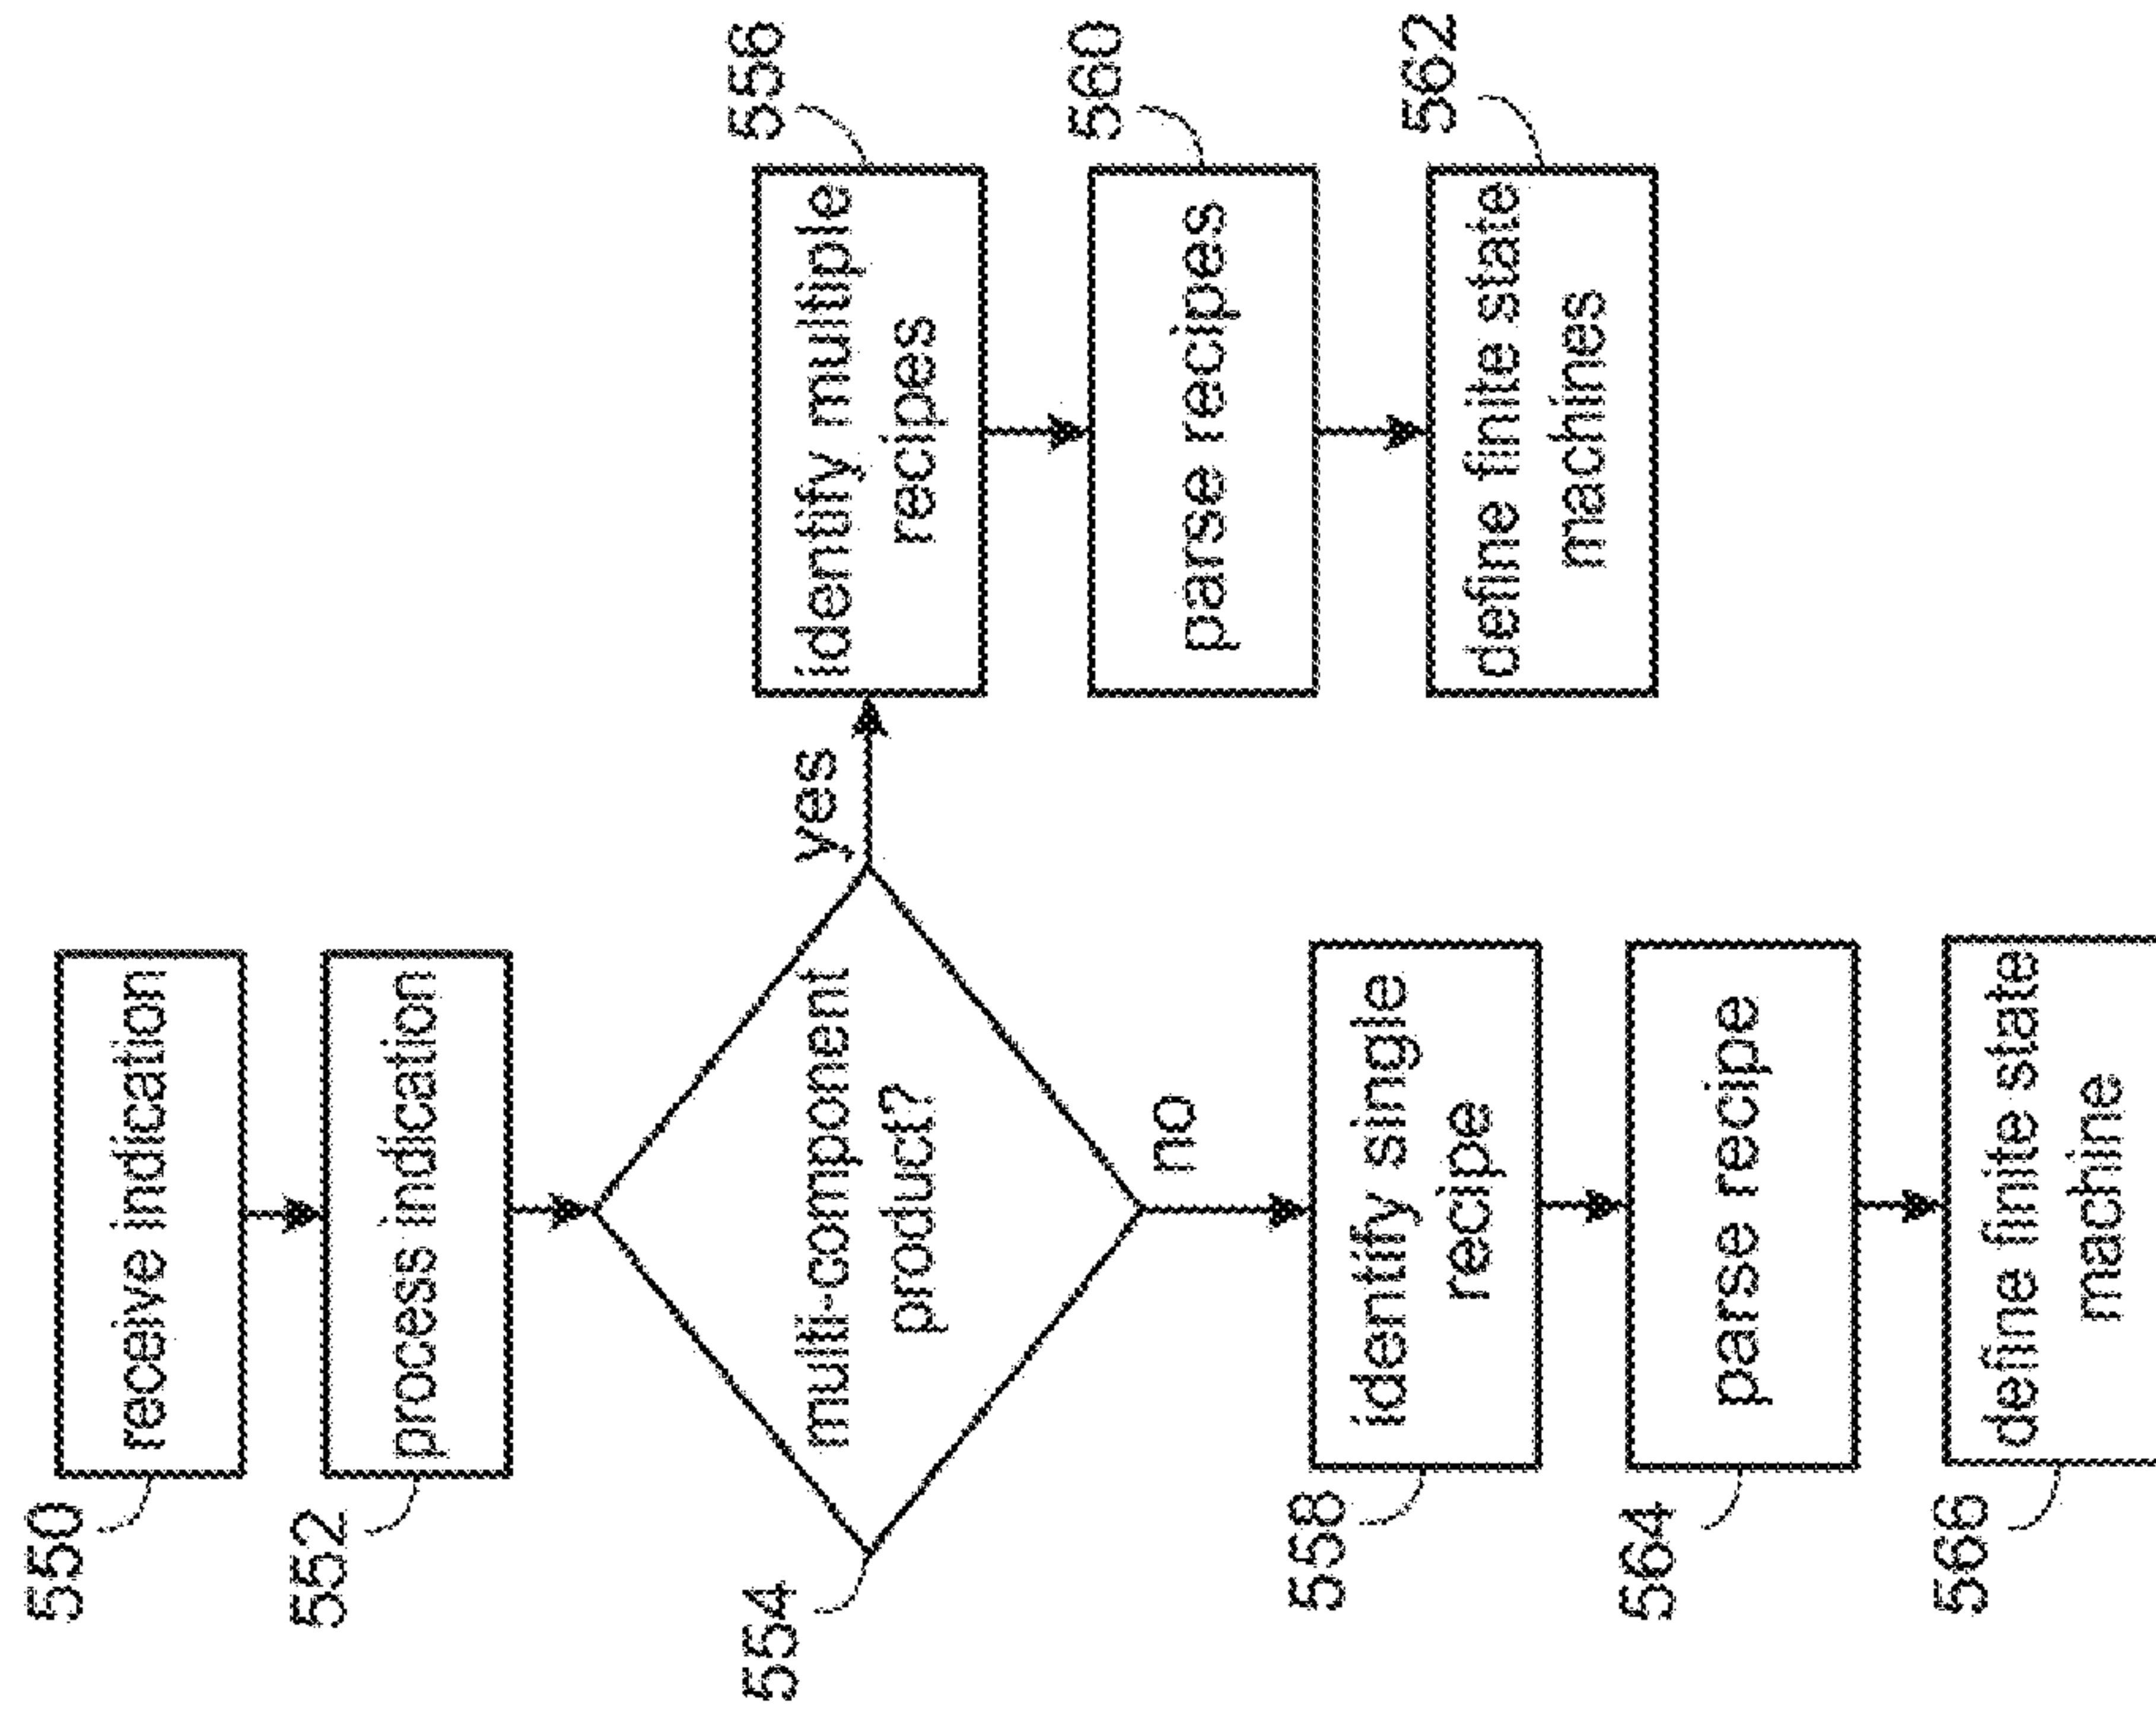 550
receive indication
552
process indication
554
multi-component
product?
yes
556
identify multiple
recipes
560
parse recipes
562
define finite state
machines
no
558
identify single
recipe
564
parse recipe
566
define finite state
machine